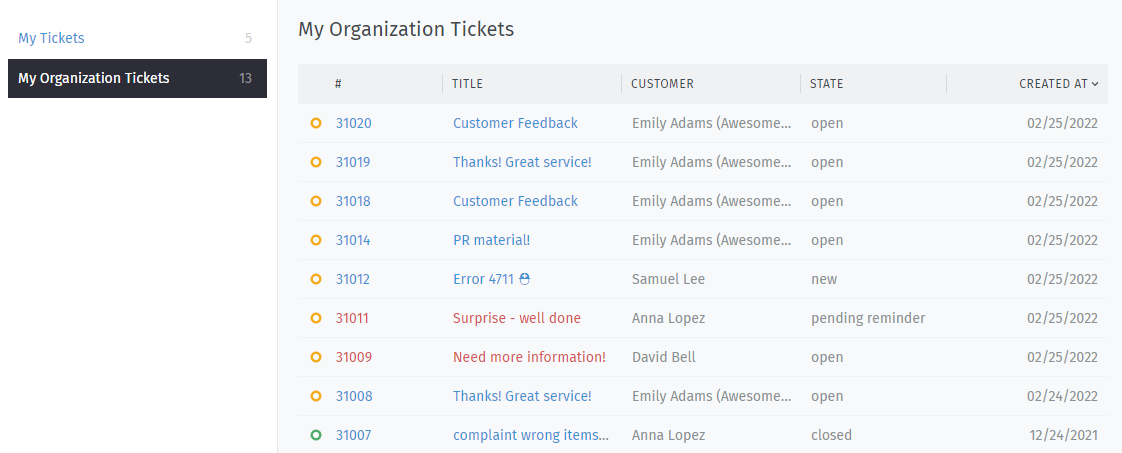 My Tickets 5
My Organization Tickets 13
My Organization Tickets
# TITLE CUSTOMER STATE CREATED AT
31020 Customer Feedback Emily Adams (Awesome... open 02/25/2022
31019 Thanks! Great service! Emily Adams (Awesome... open 02/25/2022
31018 Customer Feedback Emily Adams (Awesome... open 02/25/2022
31014 PR material! Emily Adams (Awesome... open 02/25/2022
31012 Error 4711 ⛑ Samuel Lee new 02/25/2022
31011 Surprise - well done Anna Lopez pending reminder 02/25/2022
31009 Need more information! David Bell open 02/25/2022
31008 Thanks! Great service! Emily Adams (Awesome... open 02/24/2022
31007 complaint wrong items... Anna Lopez closed 12/24/2021